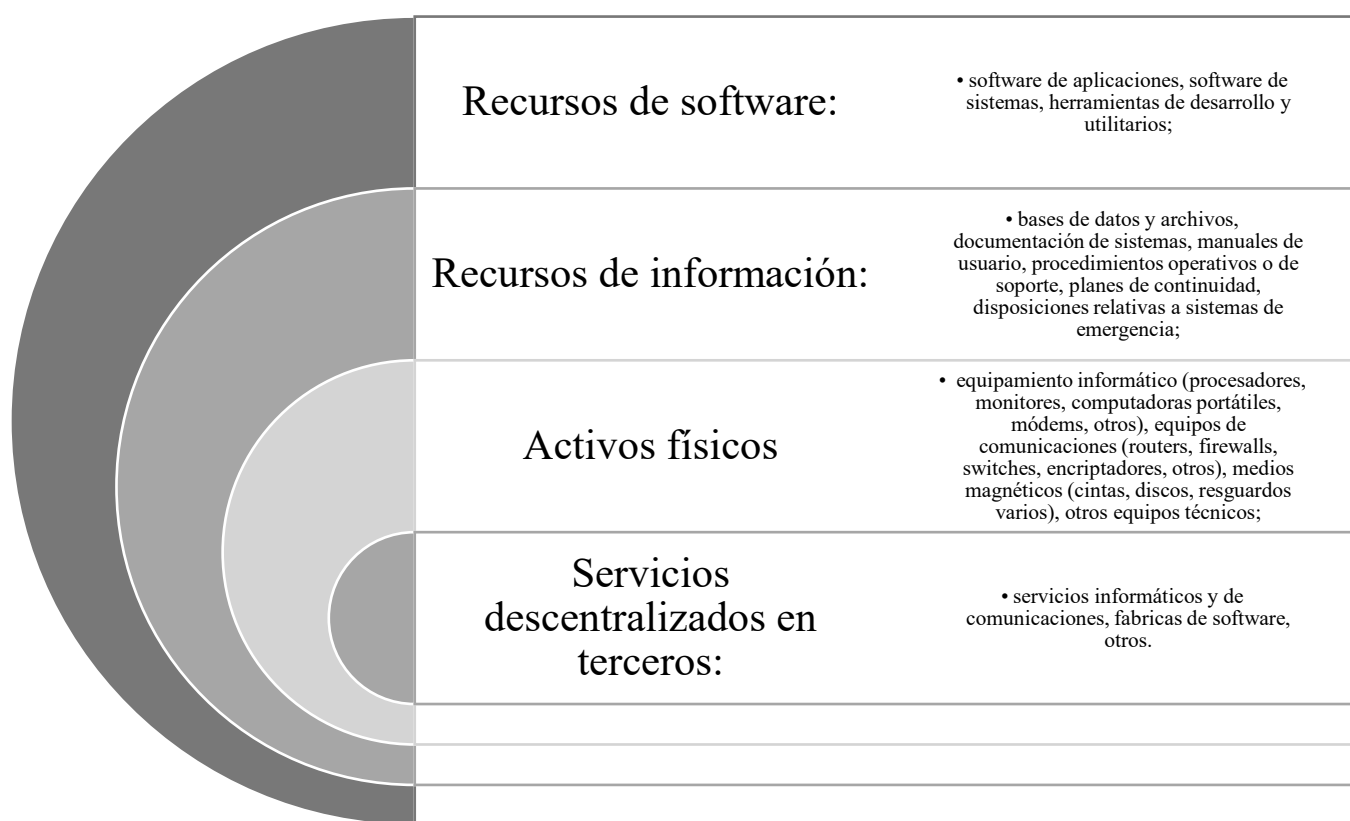 Recursos de software:
• software de aplicaciones, software de
sistemas, herramientas de desarrollo y
utilitarios;
Recursos de información:
• bases de datos y archivos,
documentación de sistemas, manuales de
usuario, procedimientos operativos o de
soporte, planes de continuidad,
disposiciones relativas a sistemas de
emergencia;
Activos físicos
• equipamiento informático (procesadores,
monitores, computadoras portátiles,
módems, otros), equipos de
comunicaciones (routers, firewalls,
switches, encriptadores, otros), medios
magnéticos (cintas, discos, resguardos
varios), otros equipos técnicos;
Servicios
descentralizados en
terceros:
• servicios informáticos y de
comunicaciones, fabricas de software,
otros.